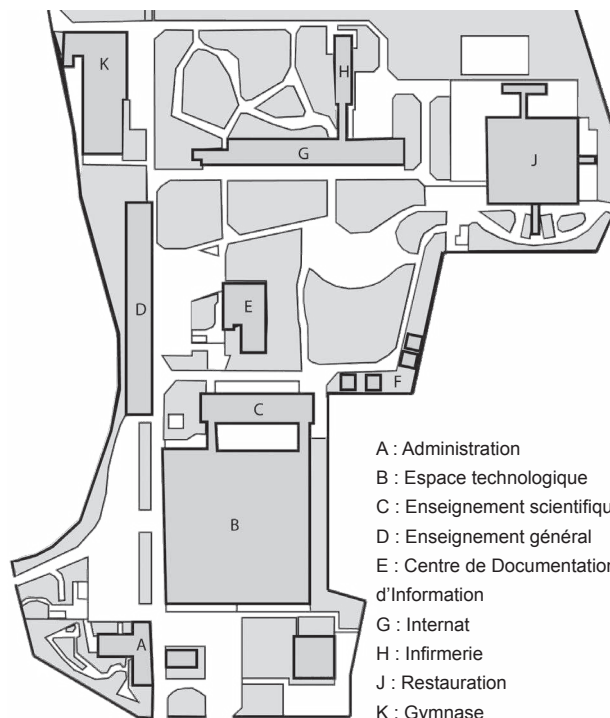 K
H
G
J
D
E
F
C
B
A
A : Administration
B : Espace technologique
C : Enseignement scientifiqu
D : Enseignement général
E : Centre de Documentation
d’Information
G : Internat
H : Infirmerie
J : Restauration
K : Gymnase